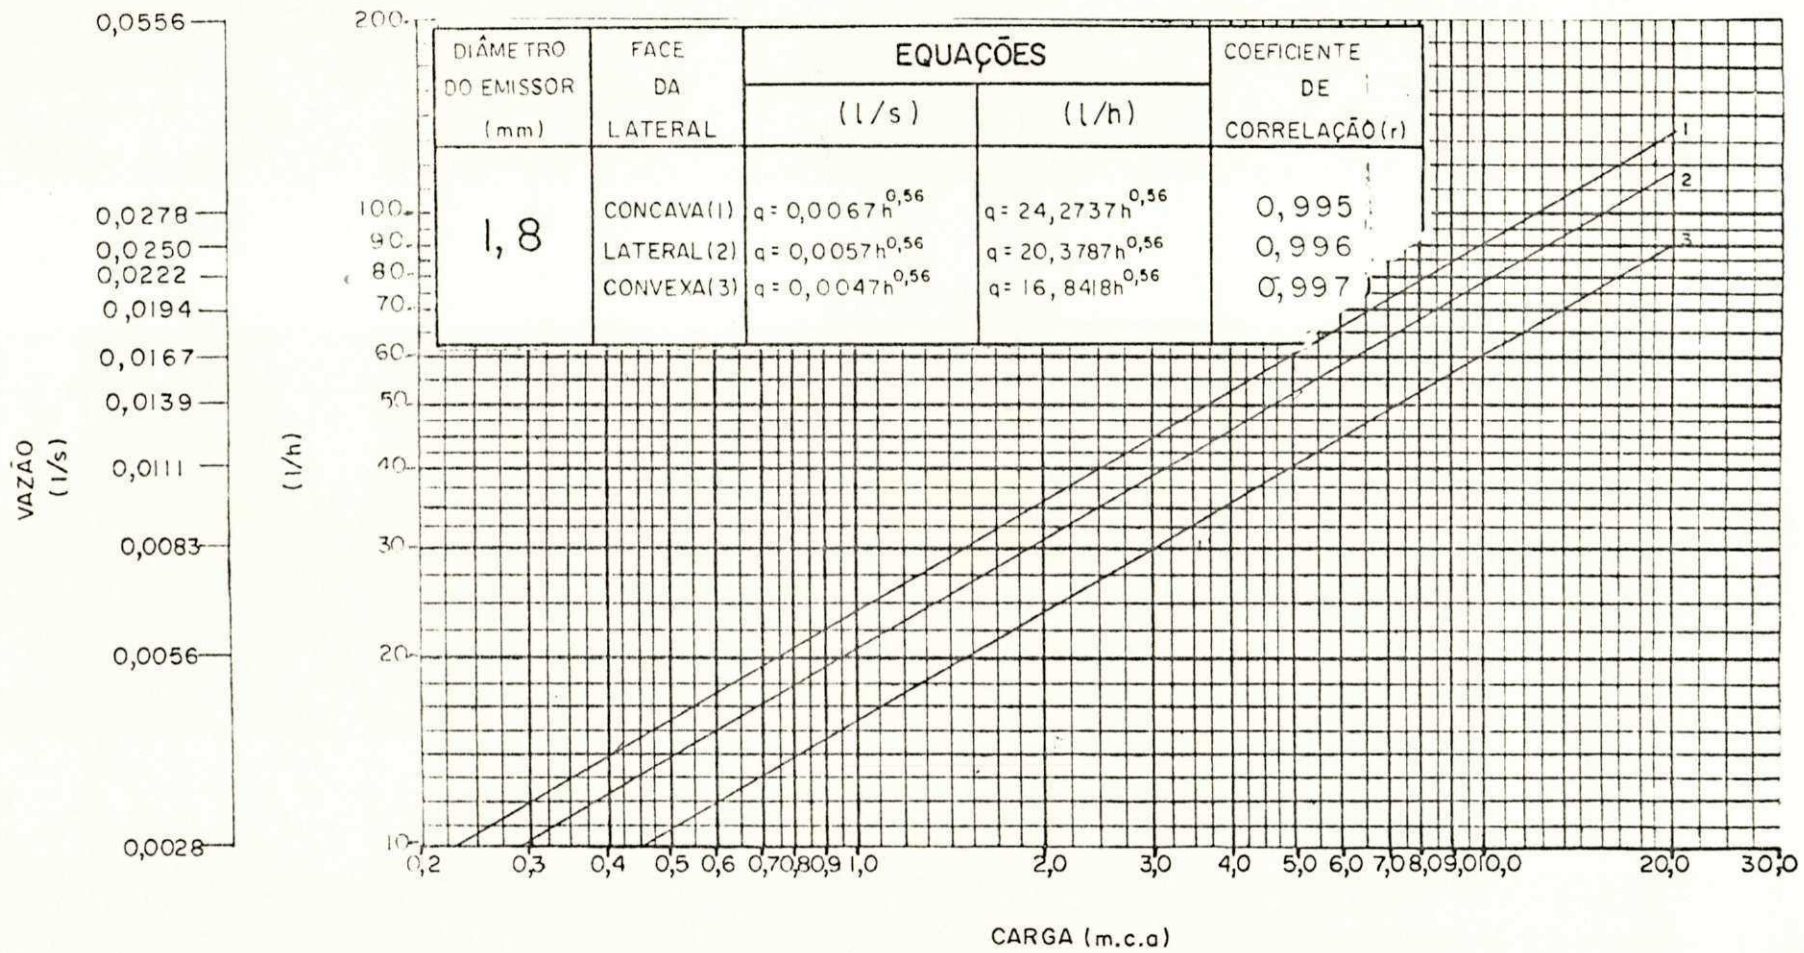 DIÂMETRO DO EMISSOR (mm)
FACE DA LATERAL
EQUAÇÕES
(l/s)
(l/h)
COEFICIENTE DE CORRELAÇÃO (r)
1,8
CONCAVA(1) q = 0,0067h^0,56 q = 24,2737h^0,56 0,995
LATERAL(2) q = 0,0057h^0,56 q = 20,3787h^0,56 0,996
CONVEXA(3) q = 0,0047h^0,56 q = 16,8418h^0,56 0,997
1
2
3
VAZÃO
(l/s)
0,0556
0,0278
0,0250
0,0222
0,0194
0,0167
0,0139
0,0111
0,0083
0,0056
0,0028
(l/h)
200
100
90
80
70
60
50
40
30
20
10
0,2 0,3 0,4 0,5 0,6 0,7 0,8 0,9 1,0 2,0 3,0 4,0 5,0 6,0 7,0 8,0 9,0 10,0 20,0 30,0
CARGA (m.c.a)